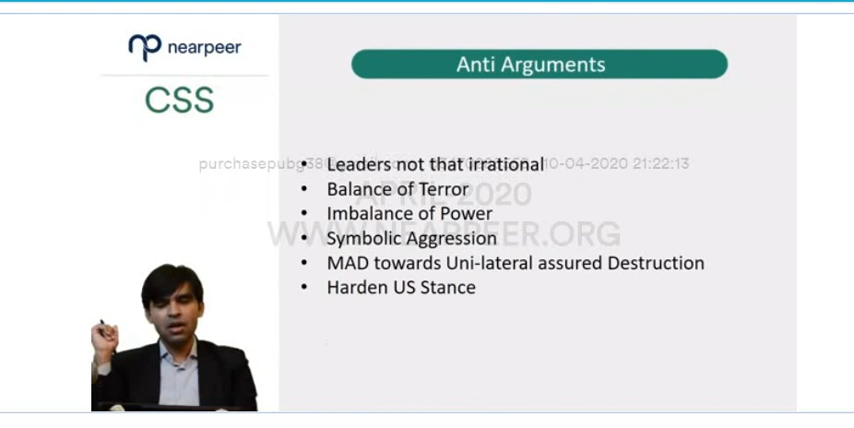 nearpeer
CSS
Anti Arguments
• Leaders not that irrational
10-04-2020 21:22:13
• Balance of Terror
APRIL 2020
• Imbalance of Power
WWW.NEARPEER.ORG
• Symbolic Aggression
• MAD towards Uni-lateral assured Destruction
• Harden US Stance